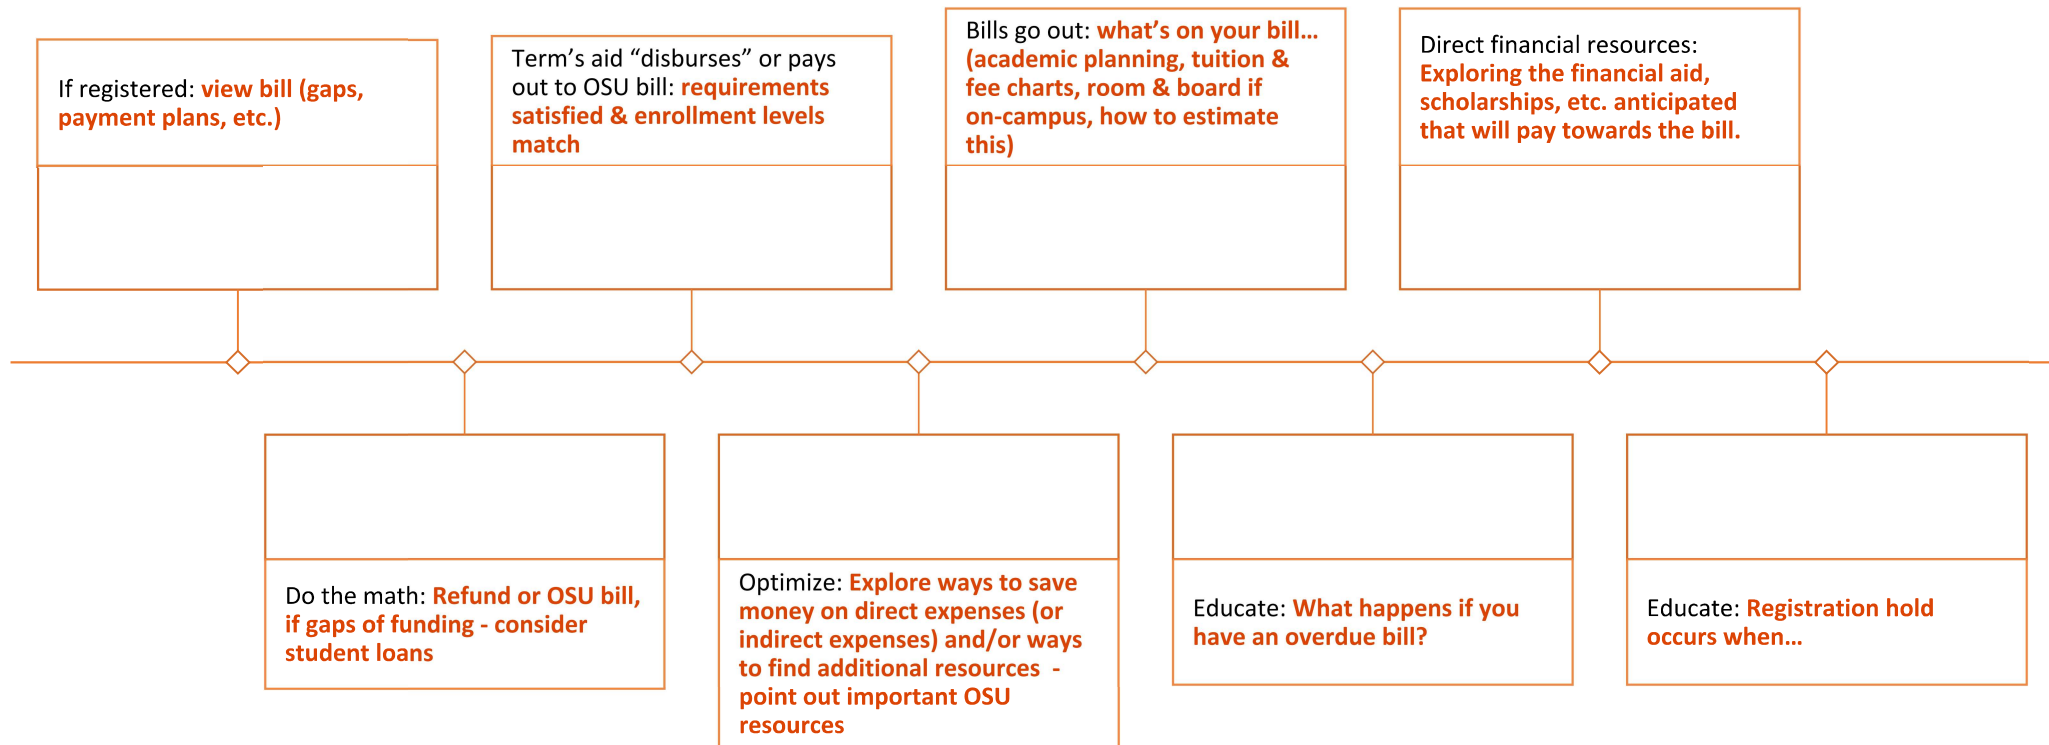 If registered: view bill (gaps,
payment plans, etc.)
Term’s aid “disburses” or pays
out to OSU bill: requirements
satisfied & enrollment levels
match
Bills go out: what’s on your bill…
(academic planning, tuition &
fee charts, room & board if
on-campus, how to estimate
this)
Direct financial resources:
Exploring the financial aid,
scholarships, etc. anticipated
that will pay towards the bill.
Do the math: Refund or OSU bill,
if gaps of funding - consider
student loans
Optimize: Explore ways to save
money on direct expenses (or
indirect expenses) and/or ways
to find additional resources  -
point out important OSU
resources
Educate: What happens if you
have an overdue bill?
Educate: Registration hold
occurs when…